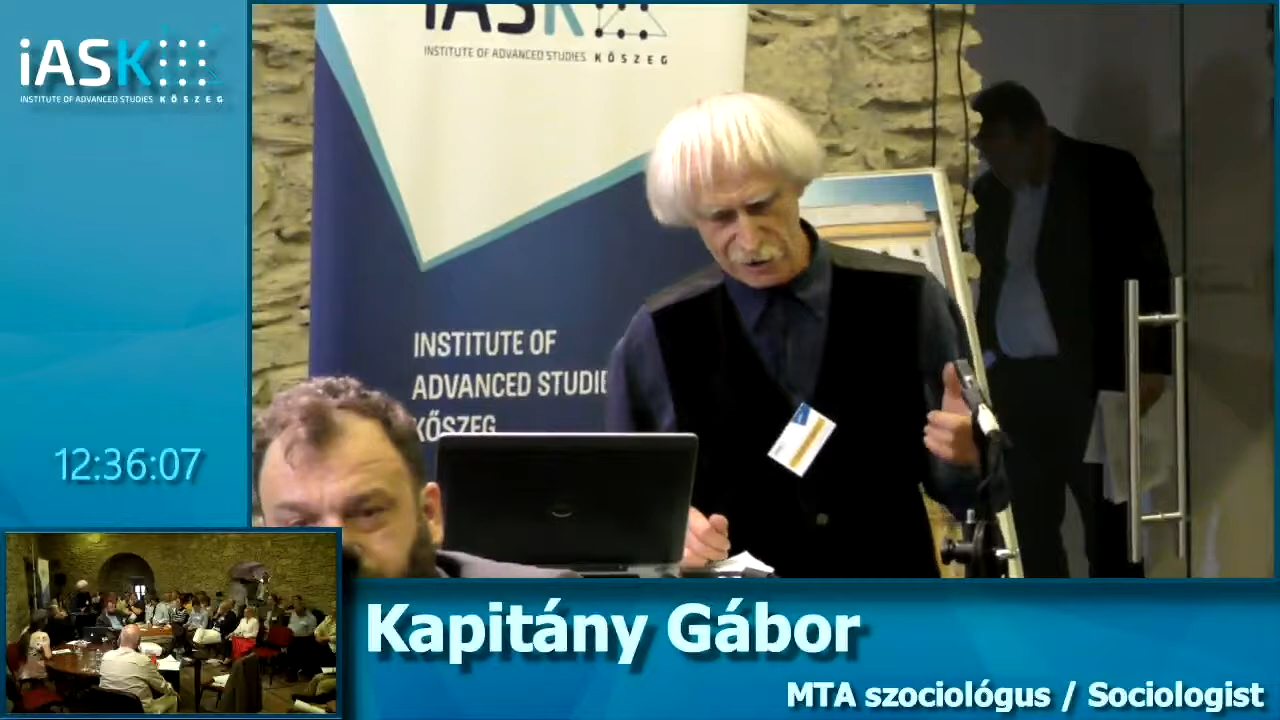 iASK
INSTITUTE OF ADVANCED STUDIES KŐSZEG
iASK
INSTITUTE OF ADVANCED STUDIES KŐSZEG
INSTITUTE OF
ADVANCED STUDIE
KŐSZEG
12:36:07
Kapitány Gábor
MTA szociológus / Sociologist